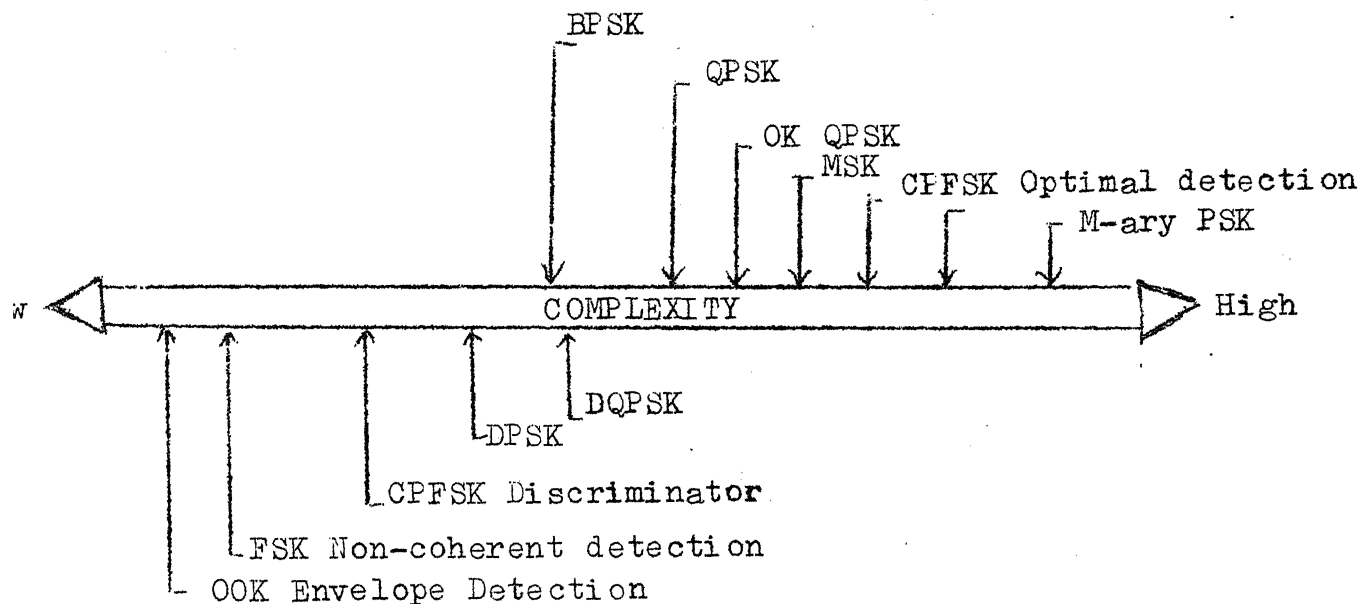 BPSK
QPSK
OK QPSK
MSK
CPFSK Optimal detection
M-ary PSK
w COMPLEXITY High
DQPSK
DPSK
CPFSK Discriminator
FSK Non-coherent detection
OOK Envelope Detection